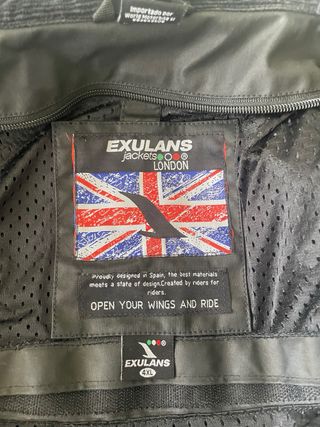 Importado por
World Motorbike S.L
EXULANS
jackets
LONDON
Proudly designed in Spain, the best materials
meets a state of design.Created by riders for
riders.
OPEN YOUR WINGS AND RIDE
EXULANS
4XL